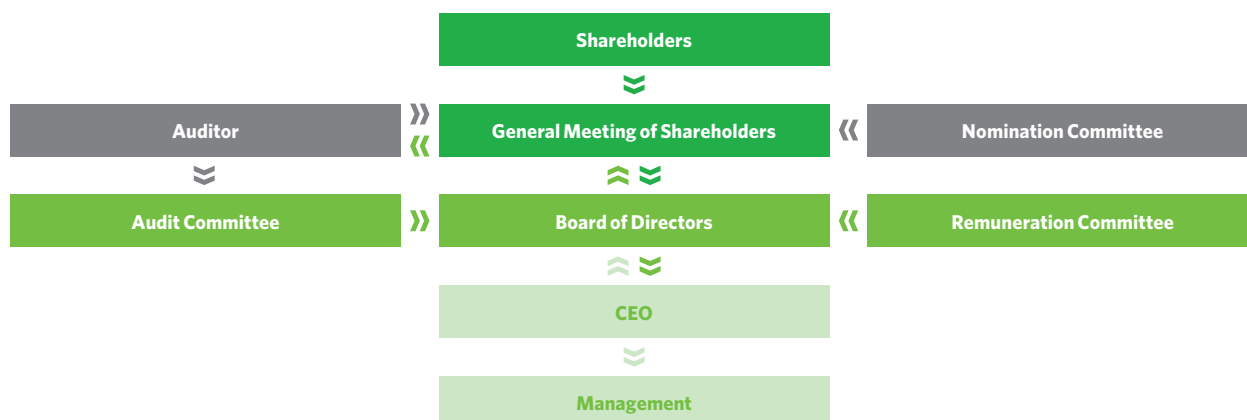 Shareholders
Auditor
General Meeting of Shareholders
Nomination Committee
Audit Committee
Board of Directors
Remuneration Committee
CEO
Management